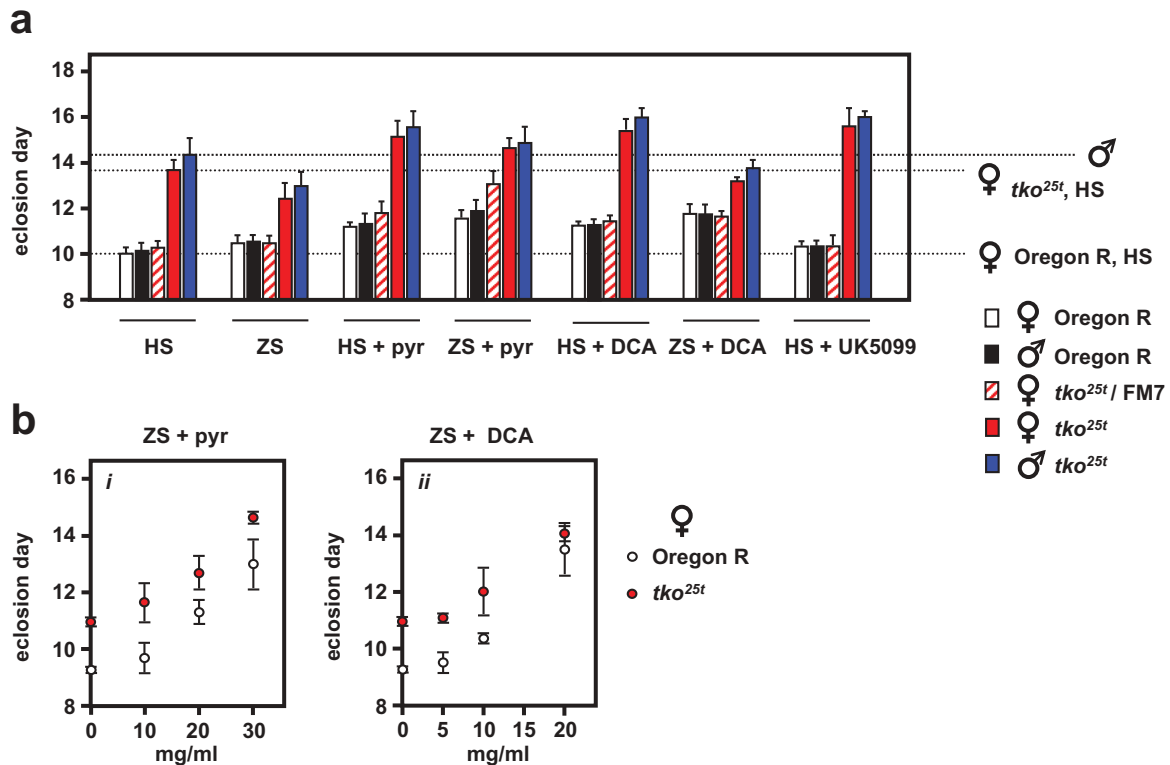 a
18
16
14
12
10
8
eclosion day
HS
ZS
HS + pyr
ZS + pyr
HS + DCA
ZS + DCA
HS + UK5099
♂
♀ tko25t, HS
♀ Oregon R, HS
♀ Oregon R
♂ Oregon R
♀ tko25t / FM7
♀ tko25t
♂ tko25t
b
ZS + pyr
i
16
14
12
10
8
eclosion day
0 10 20 30
mg/ml
ZS + DCA
ii
16
14
12
10
8
eclosion day
0 5 10 15 20
mg/ml
♀
Oregon R
tko25t